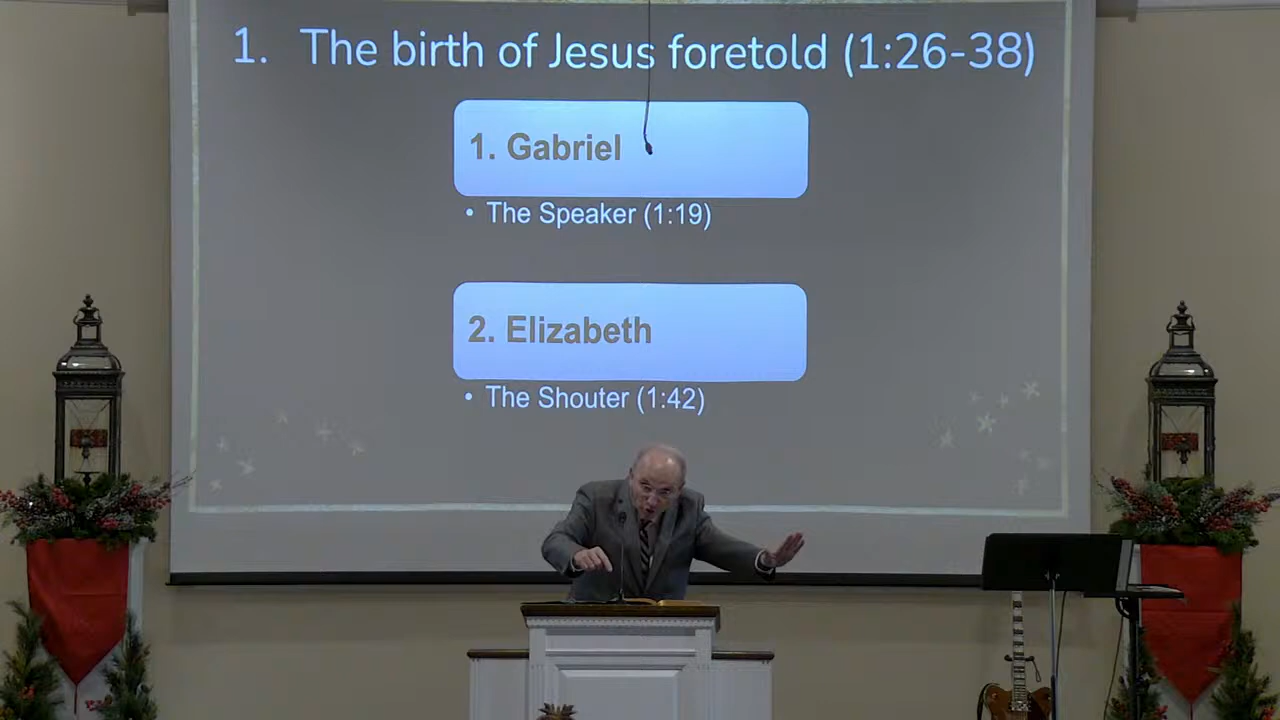 1. The birth of Jesus foretold (1:26-38)
1. Gabriel
• The Speaker (1:19)
2. Elizabeth
• The Shouter (1:42)